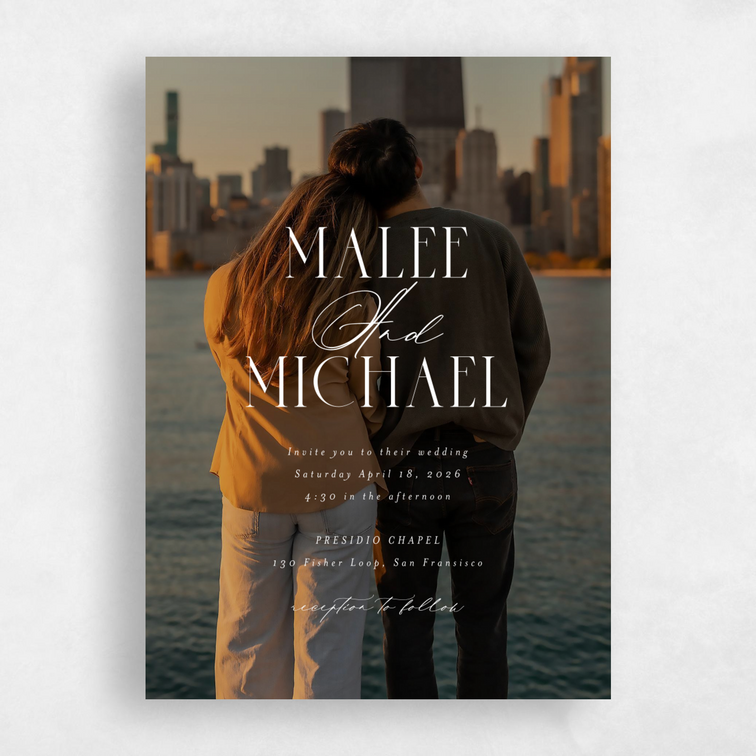 MALEE
And
MICHAEL
Invite you to their wedding
Saturday April 18, 2026
4:30 in the afternoon
PRESIDIO CHAPEL
130 Fisher Loop, San Fransisco
reception to follow